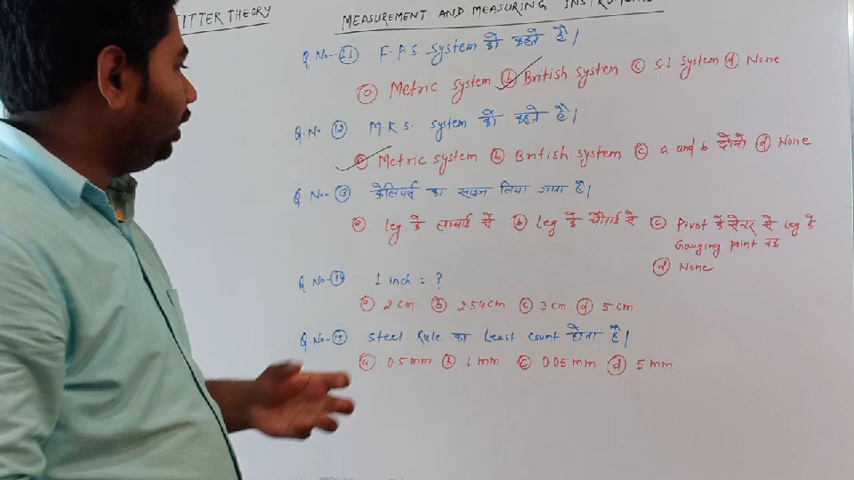 ITTER THEORY
MEASUREMENT AND MEASURING
Q No-(11) F.P.S System को कहते है|
(a) Metric System (b) British System (c) S.I. System (d) None
Q.No (12) M.K.S. System को कहते है|
(a) Metric System (b) British System (c) a and b दोनों (d) None
Q No-(13) का साइज लिया जाता है|
(a) Leg के लम्बाई से (b) Leg के चौड़ाई से (c) Pivot के सेन्टर से Leg के
Gauging point तक
(d) None
Q No-(14) 1 inch = ?
(a) 2 cm (b) 2.54 cm (c) 3 cm (d) 5 cm
Q.No-(15) Steel Rule का Least count होता है|
(a) 0.5 mm (b) 1 mm (c) 0.05 mm (d) 5 mm